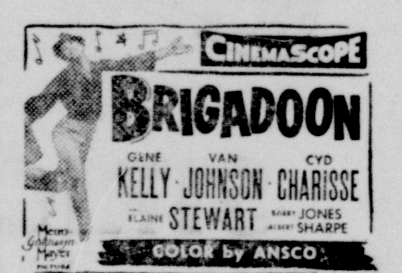 CINEMASCOPE
BRIGADOON
GENE VAN CYD
KELLY · JOHNSON · CHARISSE
ELAINE STEWART BARRY JONES
ALBERT SHARPE
Metro
Goldwyn
Mayer
PICTURE
COLOR by ANSCO